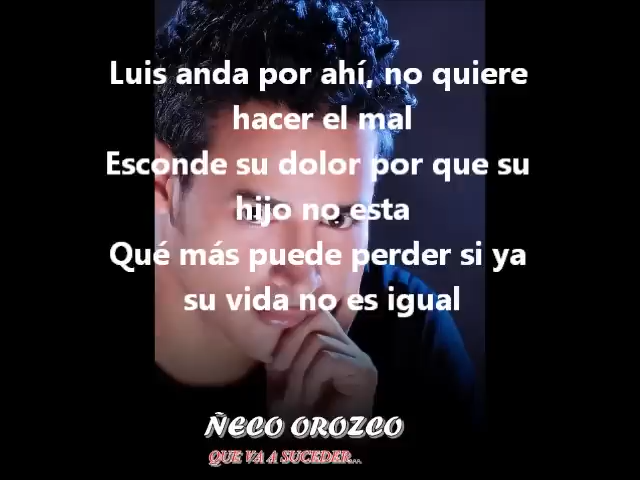 Luis anda por ahí, no quiere
hacer el mal
Esconde su dolor por que su
hijo no esta
Qué más puede perder si ya
su vida no es igual
ÑECO OROZCO
QUE VA A SUCEDER...